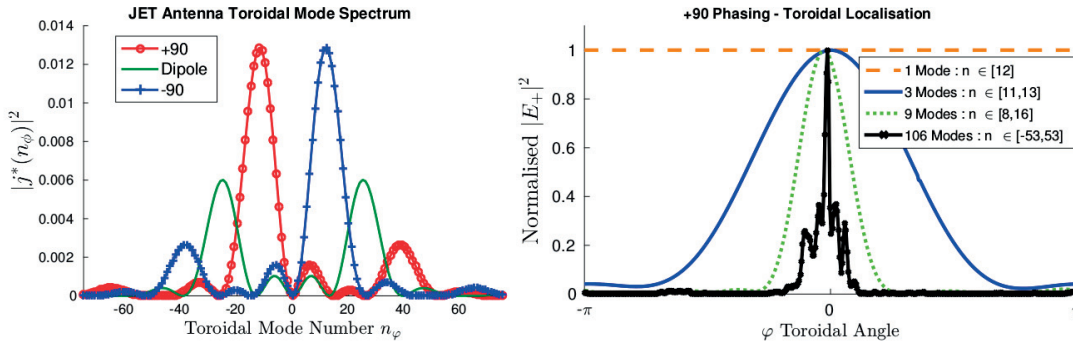 JET Antenna Toroidal Mode Spectrum
0.014
0.012
0.01
0.008
0.006
0.004
0.002
0
|j*(n_ϕ)|²
+90
Dipole
-90
-60 -40 -20 0 20 40 60
Toroidal Mode Number n_φ
+90 Phasing - Toroidal Localisation
1
0.8
0.6
0.4
0.2
0
Normalised |E₊|²
1 Mode : n ∈ [12]
3 Modes : n ∈ [11,13]
9 Modes : n ∈ [8,16]
106 Modes : n ∈ [-53,53]
-π 0
φ Toroidal Angle